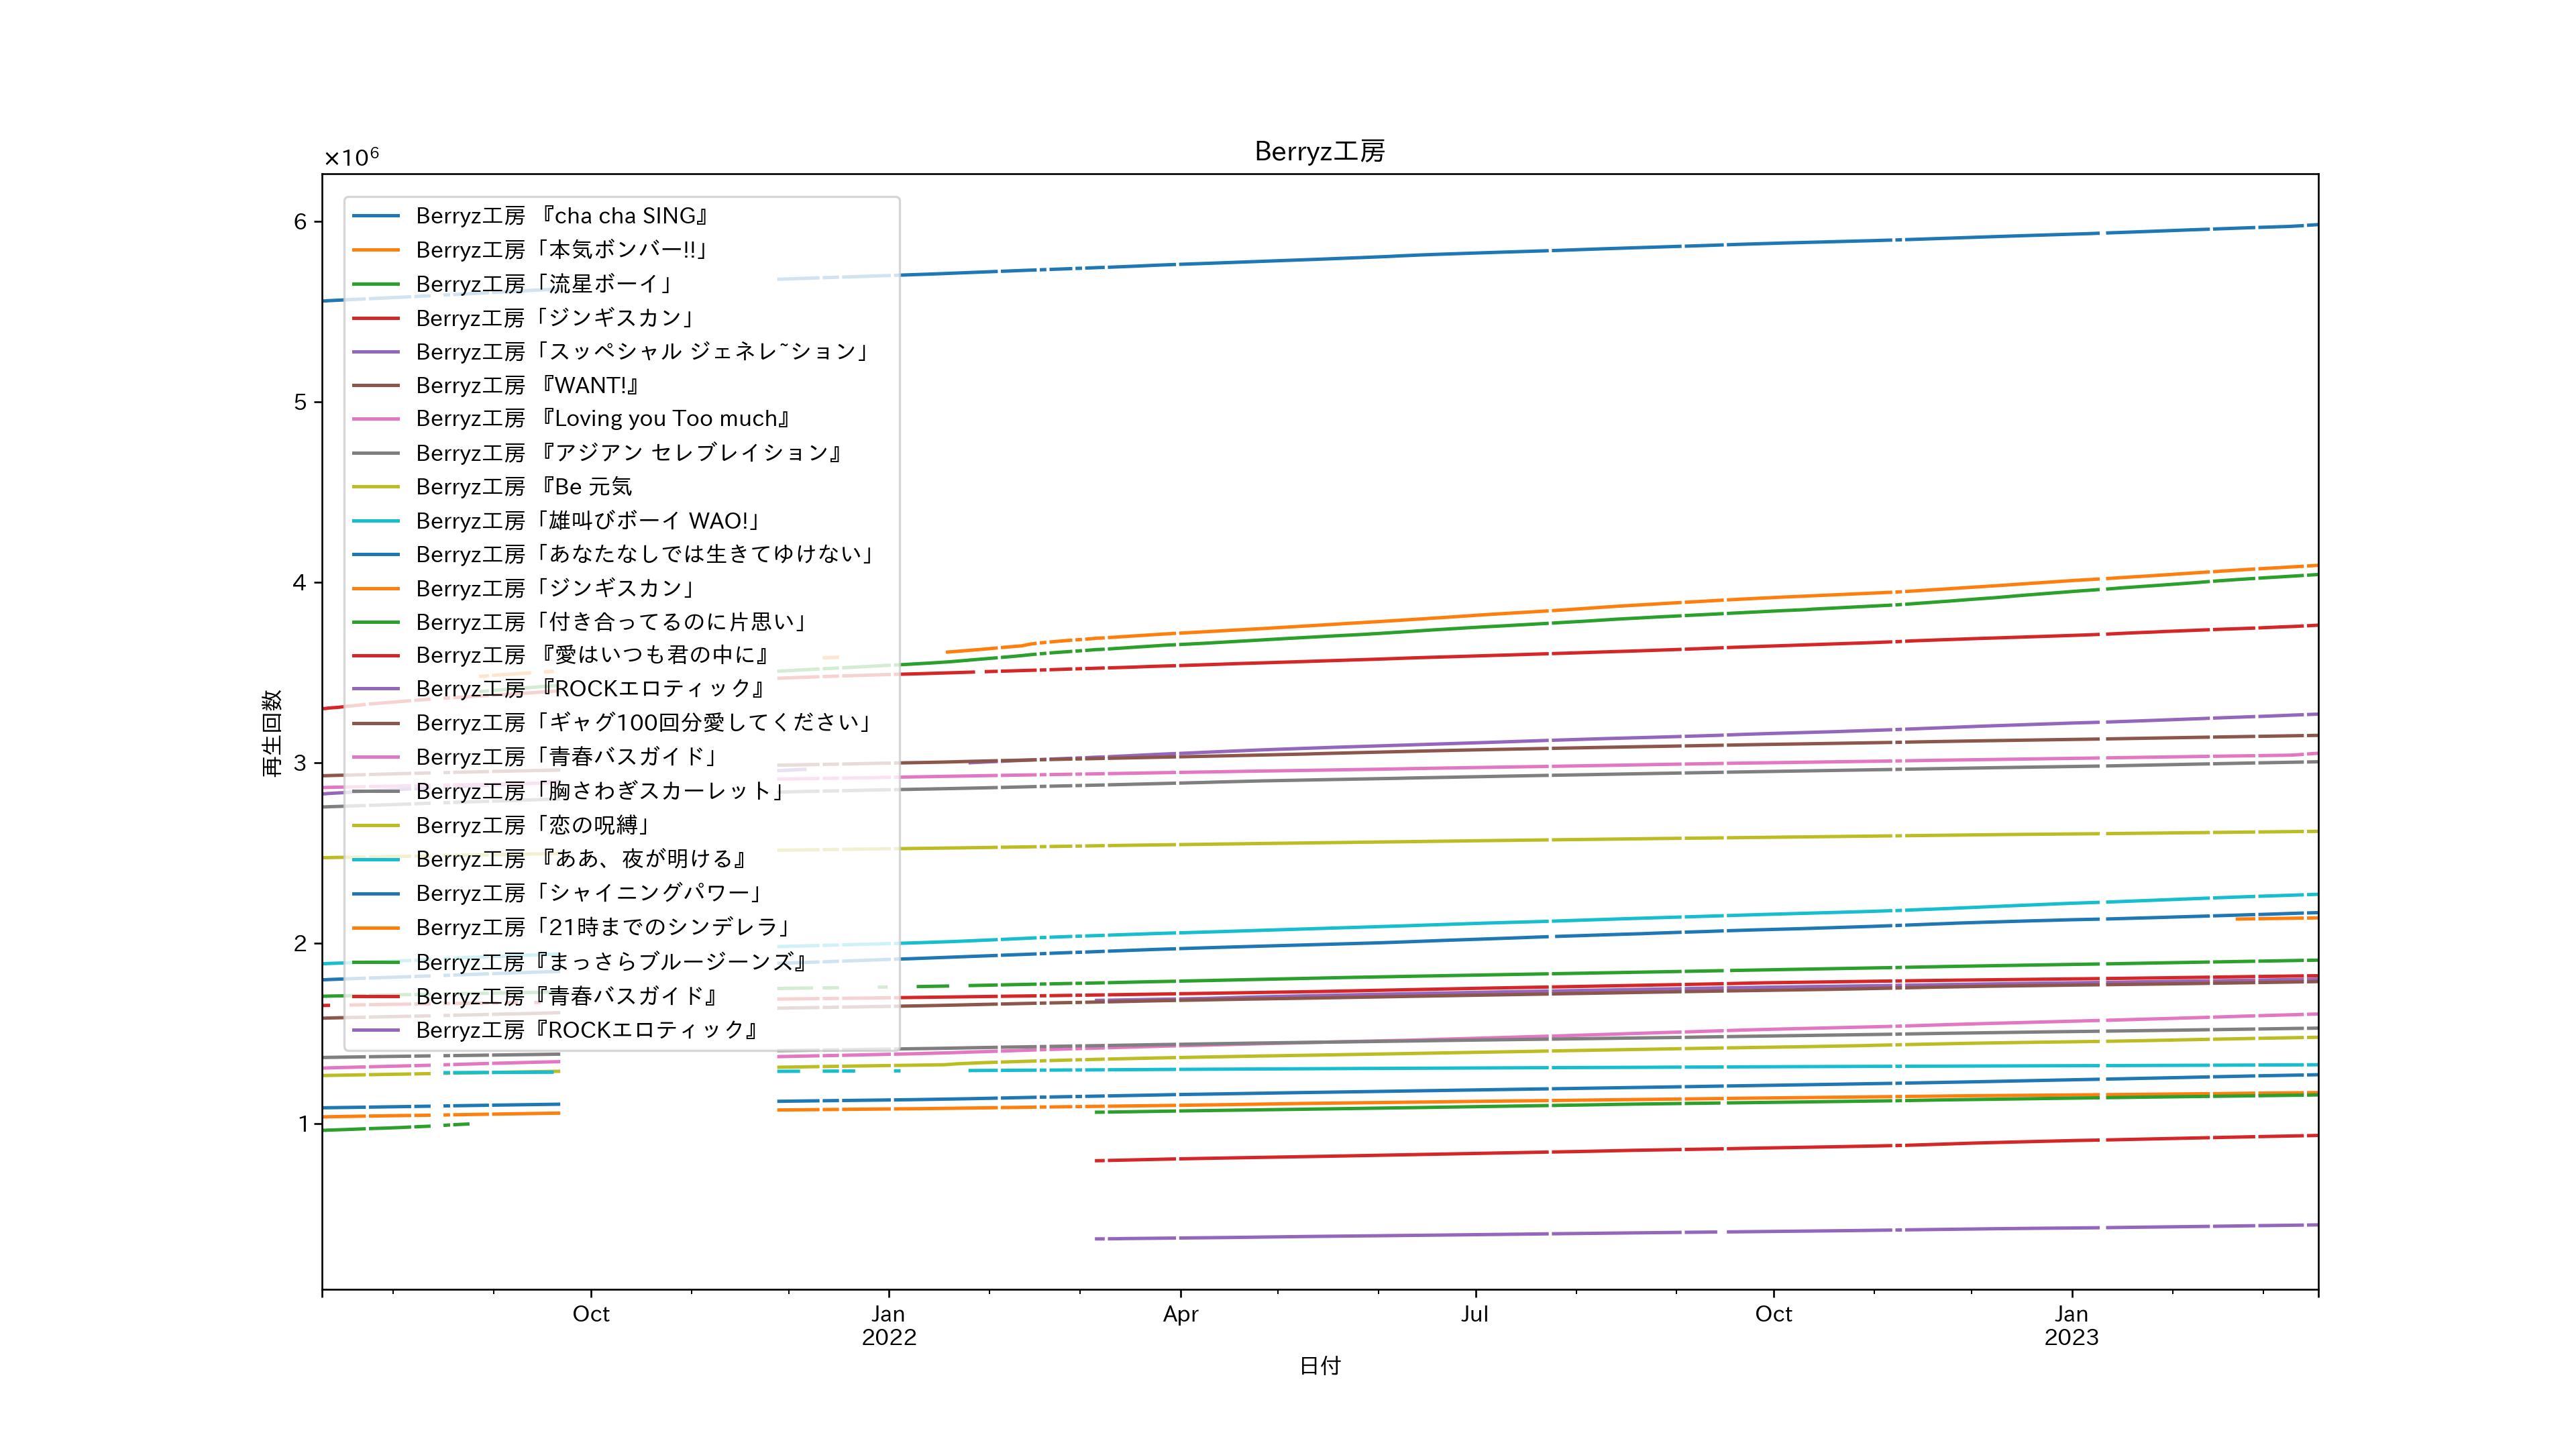 Berryz工房
×10⁶
Berryz工房 『cha cha SING』
Berryz工房「本気ボンバー!!」
Berryz工房「流星ボーイ」
Berryz工房「ジンギスカン」
Berryz工房「スッペシャル ジェネレ~ション」
Berryz工房 『WANT!』
Berryz工房 『Loving you Too much』
Berryz工房 『アジアン セレブレイション』
Berryz工房 『Be 元気
Berryz工房「雄叫びボーイ WAO!」
Berryz工房「あなたなしでは生きてゆけない」
Berryz工房「ジンギスカン」
Berryz工房「付き合ってるのに片思い」
Berryz工房 『愛はいつも君の中に』
Berryz工房 『ROCKエロティック』
Berryz工房「ギャグ100回分愛してください」
Berryz工房「青春バスガイド」
Berryz工房「胸さわぎスカーレット」
Berryz工房「恋の呪縛」
Berryz工房 『ああ、夜が明ける』
Berryz工房「シャイニングパワー」
Berryz工房「21時までのシンデレラ」
Berryz工房『まっさらブルージーンズ』
Berryz工房『青春バスガイド』
Berryz工房『ROCKエロティック』
6
5
4
3
2
1
再生回数
Oct
Jan
2022
Apr
Jul
Oct
Jan
2023
日付